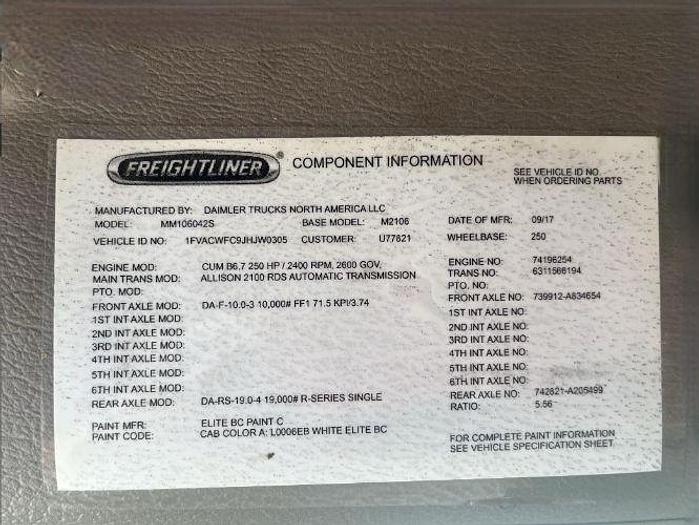 FREIGHTLINER® COMPONENT INFORMATION
SEE VEHICLE ID NO.
WHEN ORDERING PARTS
MANUFACTURED BY: DAIMLER TRUCKS NORTH AMERICA LLC
MODEL: MM106042S BASE MODEL: M2106 DATE OF MFR: 09/17
VEHICLE ID NO: 1FVACWFC9JHJW0305 CUSTOMER: U77621 WHEELBASE: 250
ENGINE MOD: CUM B6.7 250 HP / 2400 RPM, 2600 GOV, ENGINE NO: 74196254
MAIN TRANS MOD: ALLISON 2100 RDS AUTOMATIC TRANSMISSION TRANS NO: 6311566194
PTO. MOD: PTO. NO:
FRONT AXLE MOD: DA-F-10.0-3 10,000# FF1 71.5 KPI/3.74 FRONT AXLE NO: 739912-A834654
1ST INT AXLE MOD: 1ST INT AXLE NO:
2ND INT AXLE MOD: 2ND INT AXLE NO:
3RD INT AXLE MOD: 3RD INT AXLE NO:
4TH INT AXLE MOD: 4TH INT AXLE NO:
5TH INT AXLE MOD: 5TH INT AXLE NO:
6TH INT AXLE MOD: 6TH INT AXLE NO:
REAR AXLE MOD: DA-RS-19.0-4 19,000# R-SERIES SINGLE REAR AXLE NO: 742621-A205499
RATIO: 5.56
PAINT MFR: ELITE BC PAINT C
PAINT CODE: CAB COLOR A: L0006EB WHITE ELITE BC
FOR COMPLETE PAINT INFORMATION
SEE VEHICLE SPECIFICATION SHEET